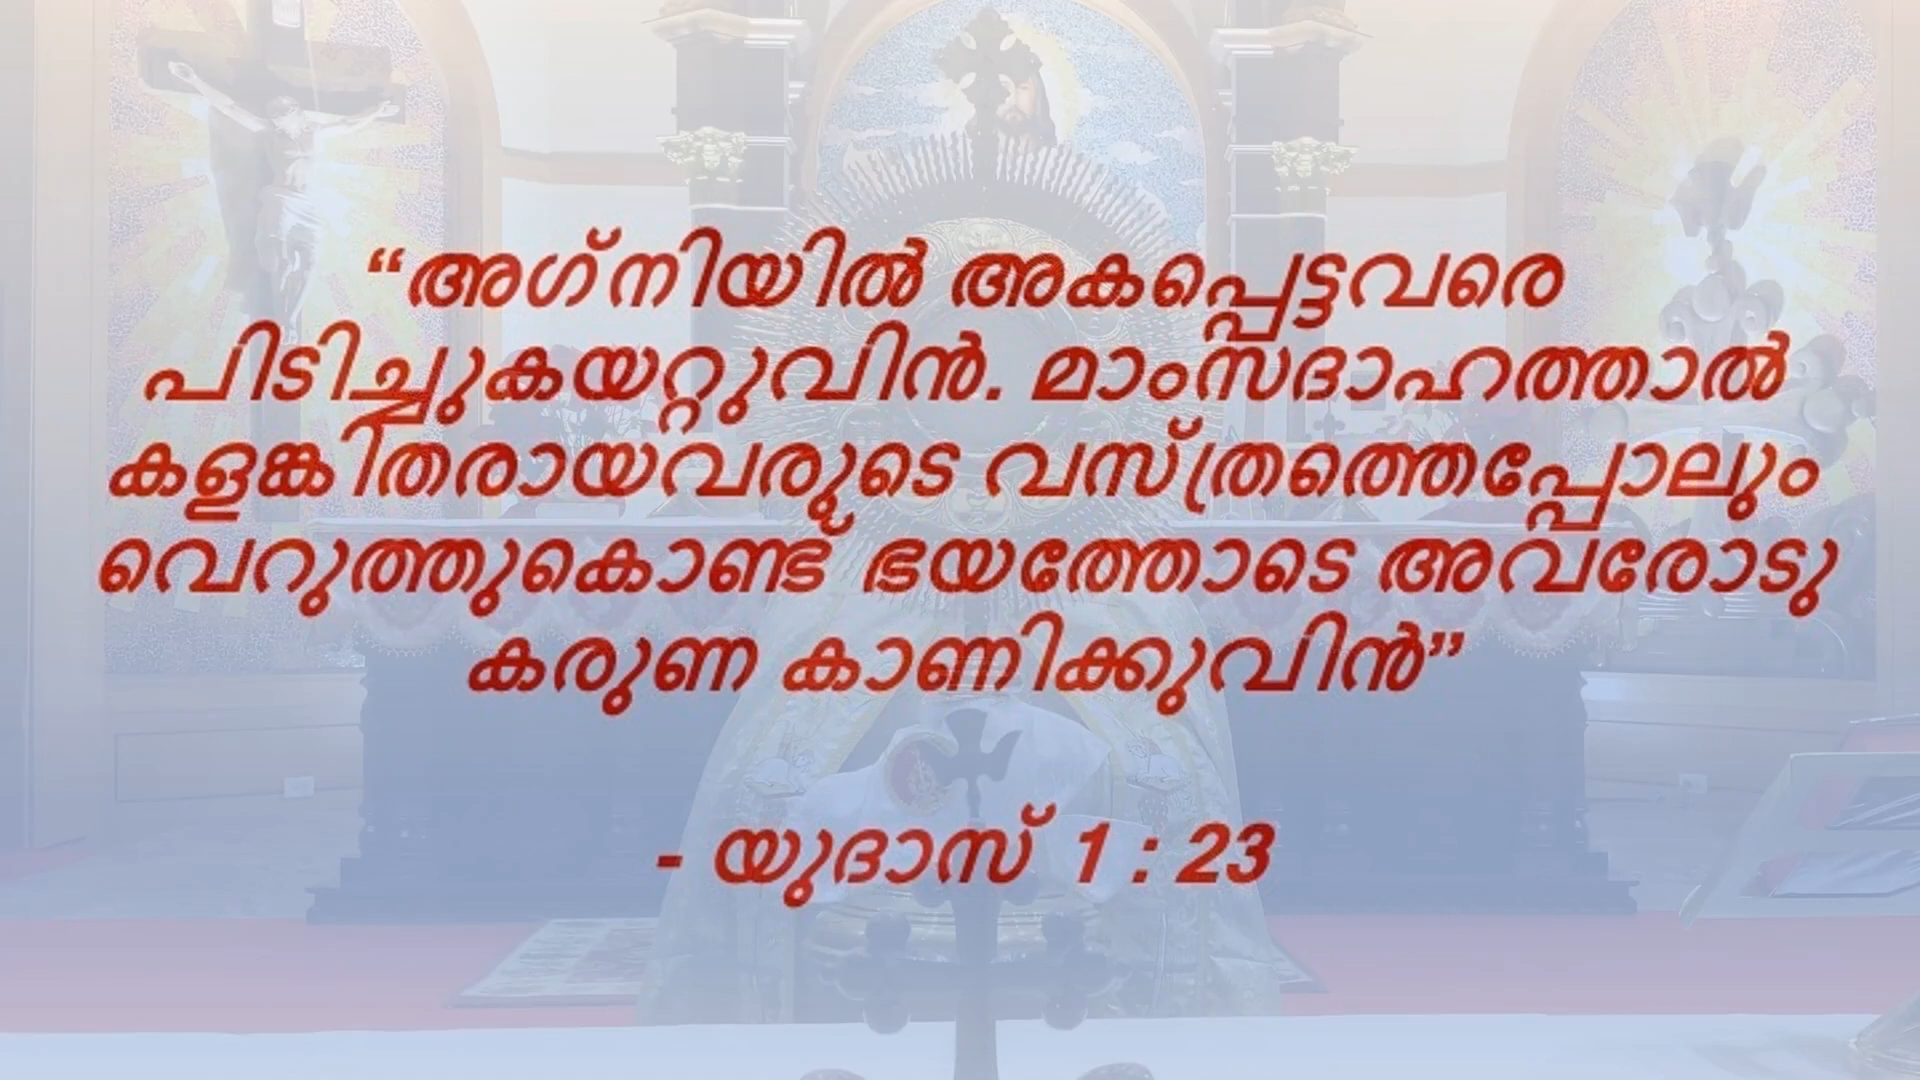 “അഗ്‌നിയിൽ അകപ്പെട്ടവരെ
പിടിച്ചുകയറ്റുവിൻ. മാംസദാഹത്താൽ
കളങ്കിതരായവരുടെ വസ്ത്രത്തെപ്പോലും
വെറുത്തുകൊണ്ട് ഭയത്തോടെ അവരോടു
കരുണ കാണിക്കുവിൻ”
- യുദാസ് 1 : 23